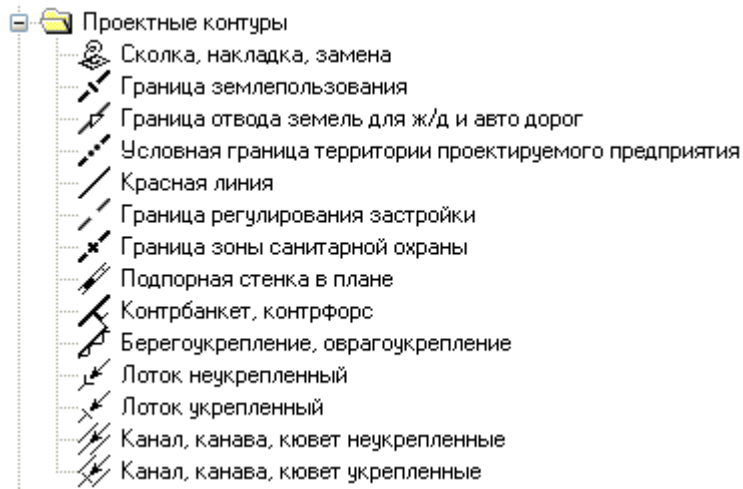 Проектные контуры
Сколка, накладка, замена
Граница землепользования
Граница отвода земель для ж/д и авто дорог
Условная граница территории проектируемого предприятия
Красная линия
Граница регулирования застройки
Граница зоны санитарной охраны
Подпорная стенка в плане
Контрбанкет, контрфорс
Берегоукрепление, оврагоукрепление
Лоток неукрепленный
Лоток укрепленный
Канал, канава, кювет неукрепленные
Канал, канава, кювет укрепленные